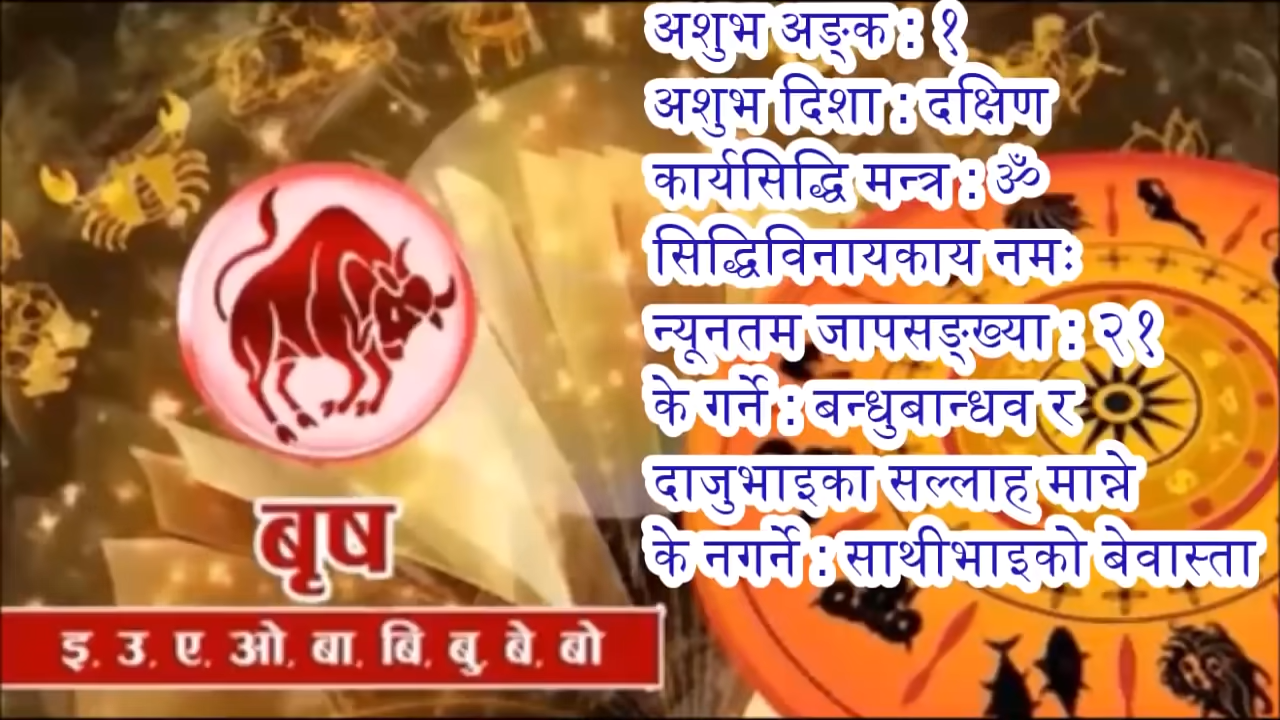 अशुभ अङ्क : १
अशुभ दिशा : दक्षिण
कार्यसिद्धि मन्त्र : ॐ
सिद्धिविनायकाय नमः
न्यूनतम जापसङ्ख्या : २१
के गर्ने : बन्धुबान्धव र
दाजुभाइका सल्लाह मान्ने
के नगर्ने : साथीभाइको बेवास्ता
बृष
इ. उ. ए. ओ. बा. बि. बु. बे. बो